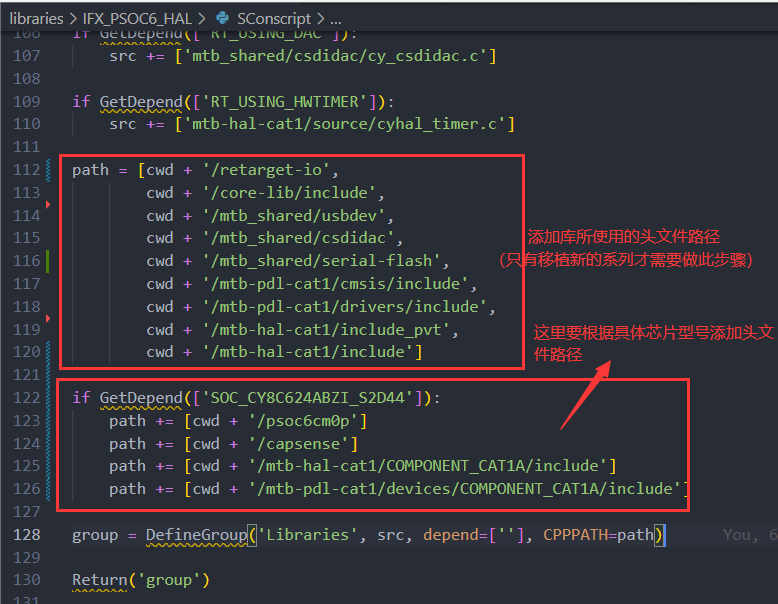 libraries > IFX_PSOC6_HAL > SConscript > ...
106 if GetDepend(['RT_USING_DAC']):
107 src += ['mtb_shared/csdidac/cy_csdidac.c']
108
109 if GetDepend(['RT_USING_HWTIMER']):
110 src += ['mtb-hal-cat1/source/cyhal_timer.c']
111
112 path = [cwd + '/retarget-io',
113 cwd + '/core-lib/include',
114 cwd + '/mtb_shared/usbdev',
115 cwd + '/mtb_shared/csdidac',
添加库所使用的头文件路径
116 cwd + '/mtb_shared/serial-flash',
（只有移植新的系列才需要做此步骤）
117 cwd + '/mtb-pdl-cat1/cmsis/include',
118 cwd + '/mtb-pdl-cat1/drivers/include',
119 cwd + '/mtb-hal-cat1/include_pvt',
这里要根据具体芯片型号添加头文
120 cwd + '/mtb-hal-cat1/include']
件路径
121
122 if GetDepend(['SOC_CY8C624ABZI_S2D44']):
123 path += [cwd + '/psoc6cm0p']
124 path += [cwd + '/capsense']
125 path += [cwd + '/mtb-hal-cat1/COMPONENT_CAT1A/include']
126 path += [cwd + '/mtb-pdl-cat1/devices/COMPONENT_CAT1A/include']
127
128 group = DefineGroup('Libraries', src, depend=[''], CPPPATH=path) You, 6
129
130 Return('group')
131